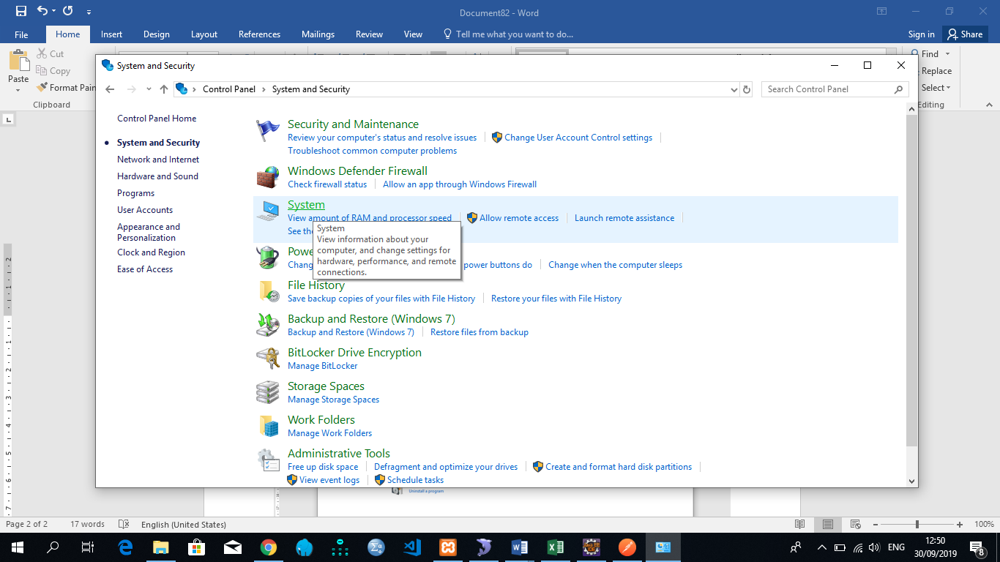 Document82 - Word
File Home Insert Design Layout References Mailings Review View Tell me what you want to do... Sign in Share
Cut
Copy
Paste
Format Pain
Clipboard
Find
Replace
Select
Editing
System and Security
Control Panel System and Security
Search Control Panel
Control Panel Home
System and Security
Network and Internet
Hardware and Sound
Programs
User Accounts
Appearance and
Personalization
Clock and Region
Ease of Access
Security and Maintenance
Review your computer's status and resolve issues Change User Account Control settings
Troubleshoot common computer problems
Windows Defender Firewall
Check firewall status Allow an app through Windows Firewall
System
View amount of RAM and processor speed Allow remote access Launch remote assistance
See the
System
View information about your
computer, and change settings for
hardware, performance, and remote
connections.
Powe
Chang power buttons do Change when the computer sleeps
File History
Save backup copies of your files with File History Restore your files with File History
Backup and Restore (Windows 7)
Backup and Restore (Windows 7) Restore files from backup
BitLocker Drive Encryption
Manage BitLocker
Storage Spaces
Manage Storage Spaces
Work Folders
Manage Work Folders
Administrative Tools
Free up disk space Defragment and optimize your drives Create and format hard disk partitions
View event logs Schedule tasks
Uninstall a program
Page 2 of 2 17 words English (United States) 100%
ENG
12:50
30/09/2019
8